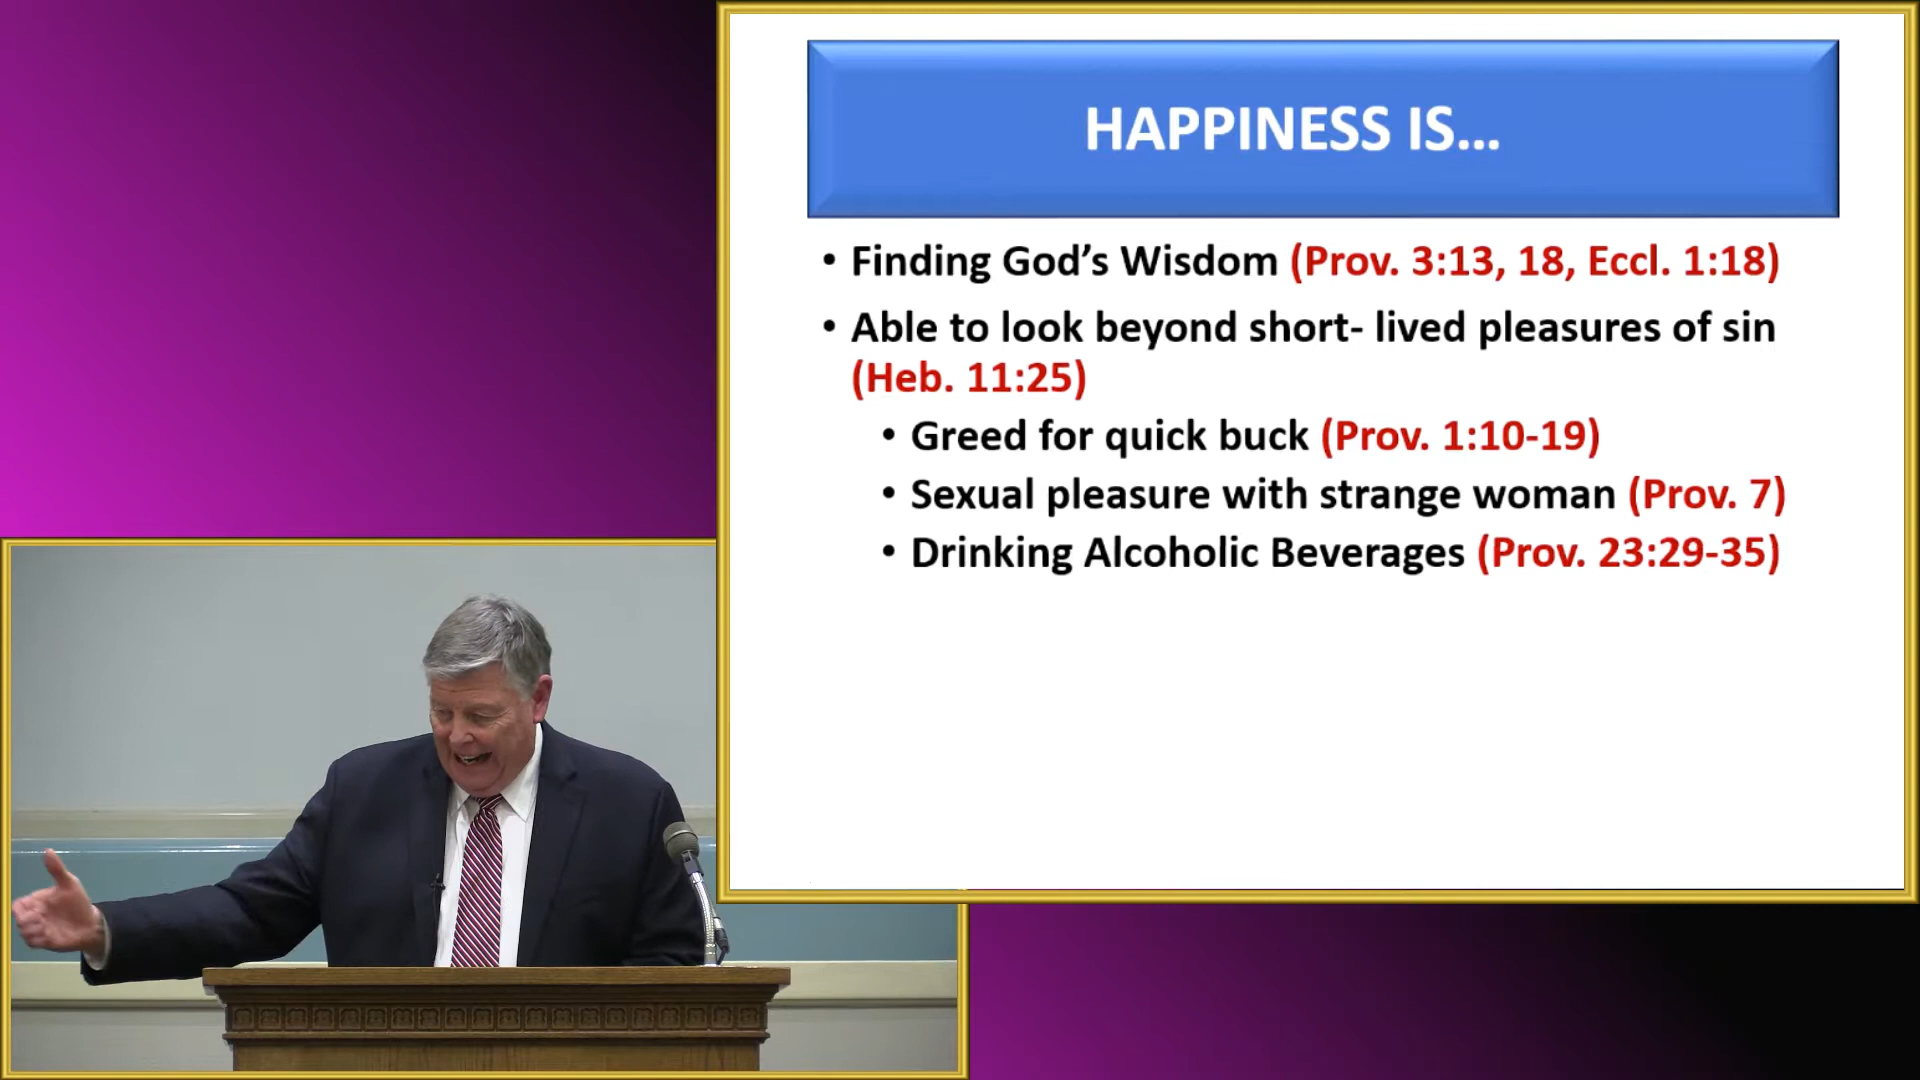 HAPPINESS IS...
• Finding God's Wisdom (Prov. 3:13, 18, Eccl. 1:18)
• Able to look beyond short- lived pleasures of sin
(Heb. 11:25)
• Greed for quick buck (Prov. 1:10-19)
• Sexual pleasure with strange woman (Prov. 7)
• Drinking Alcoholic Beverages (Prov. 23:29-35)